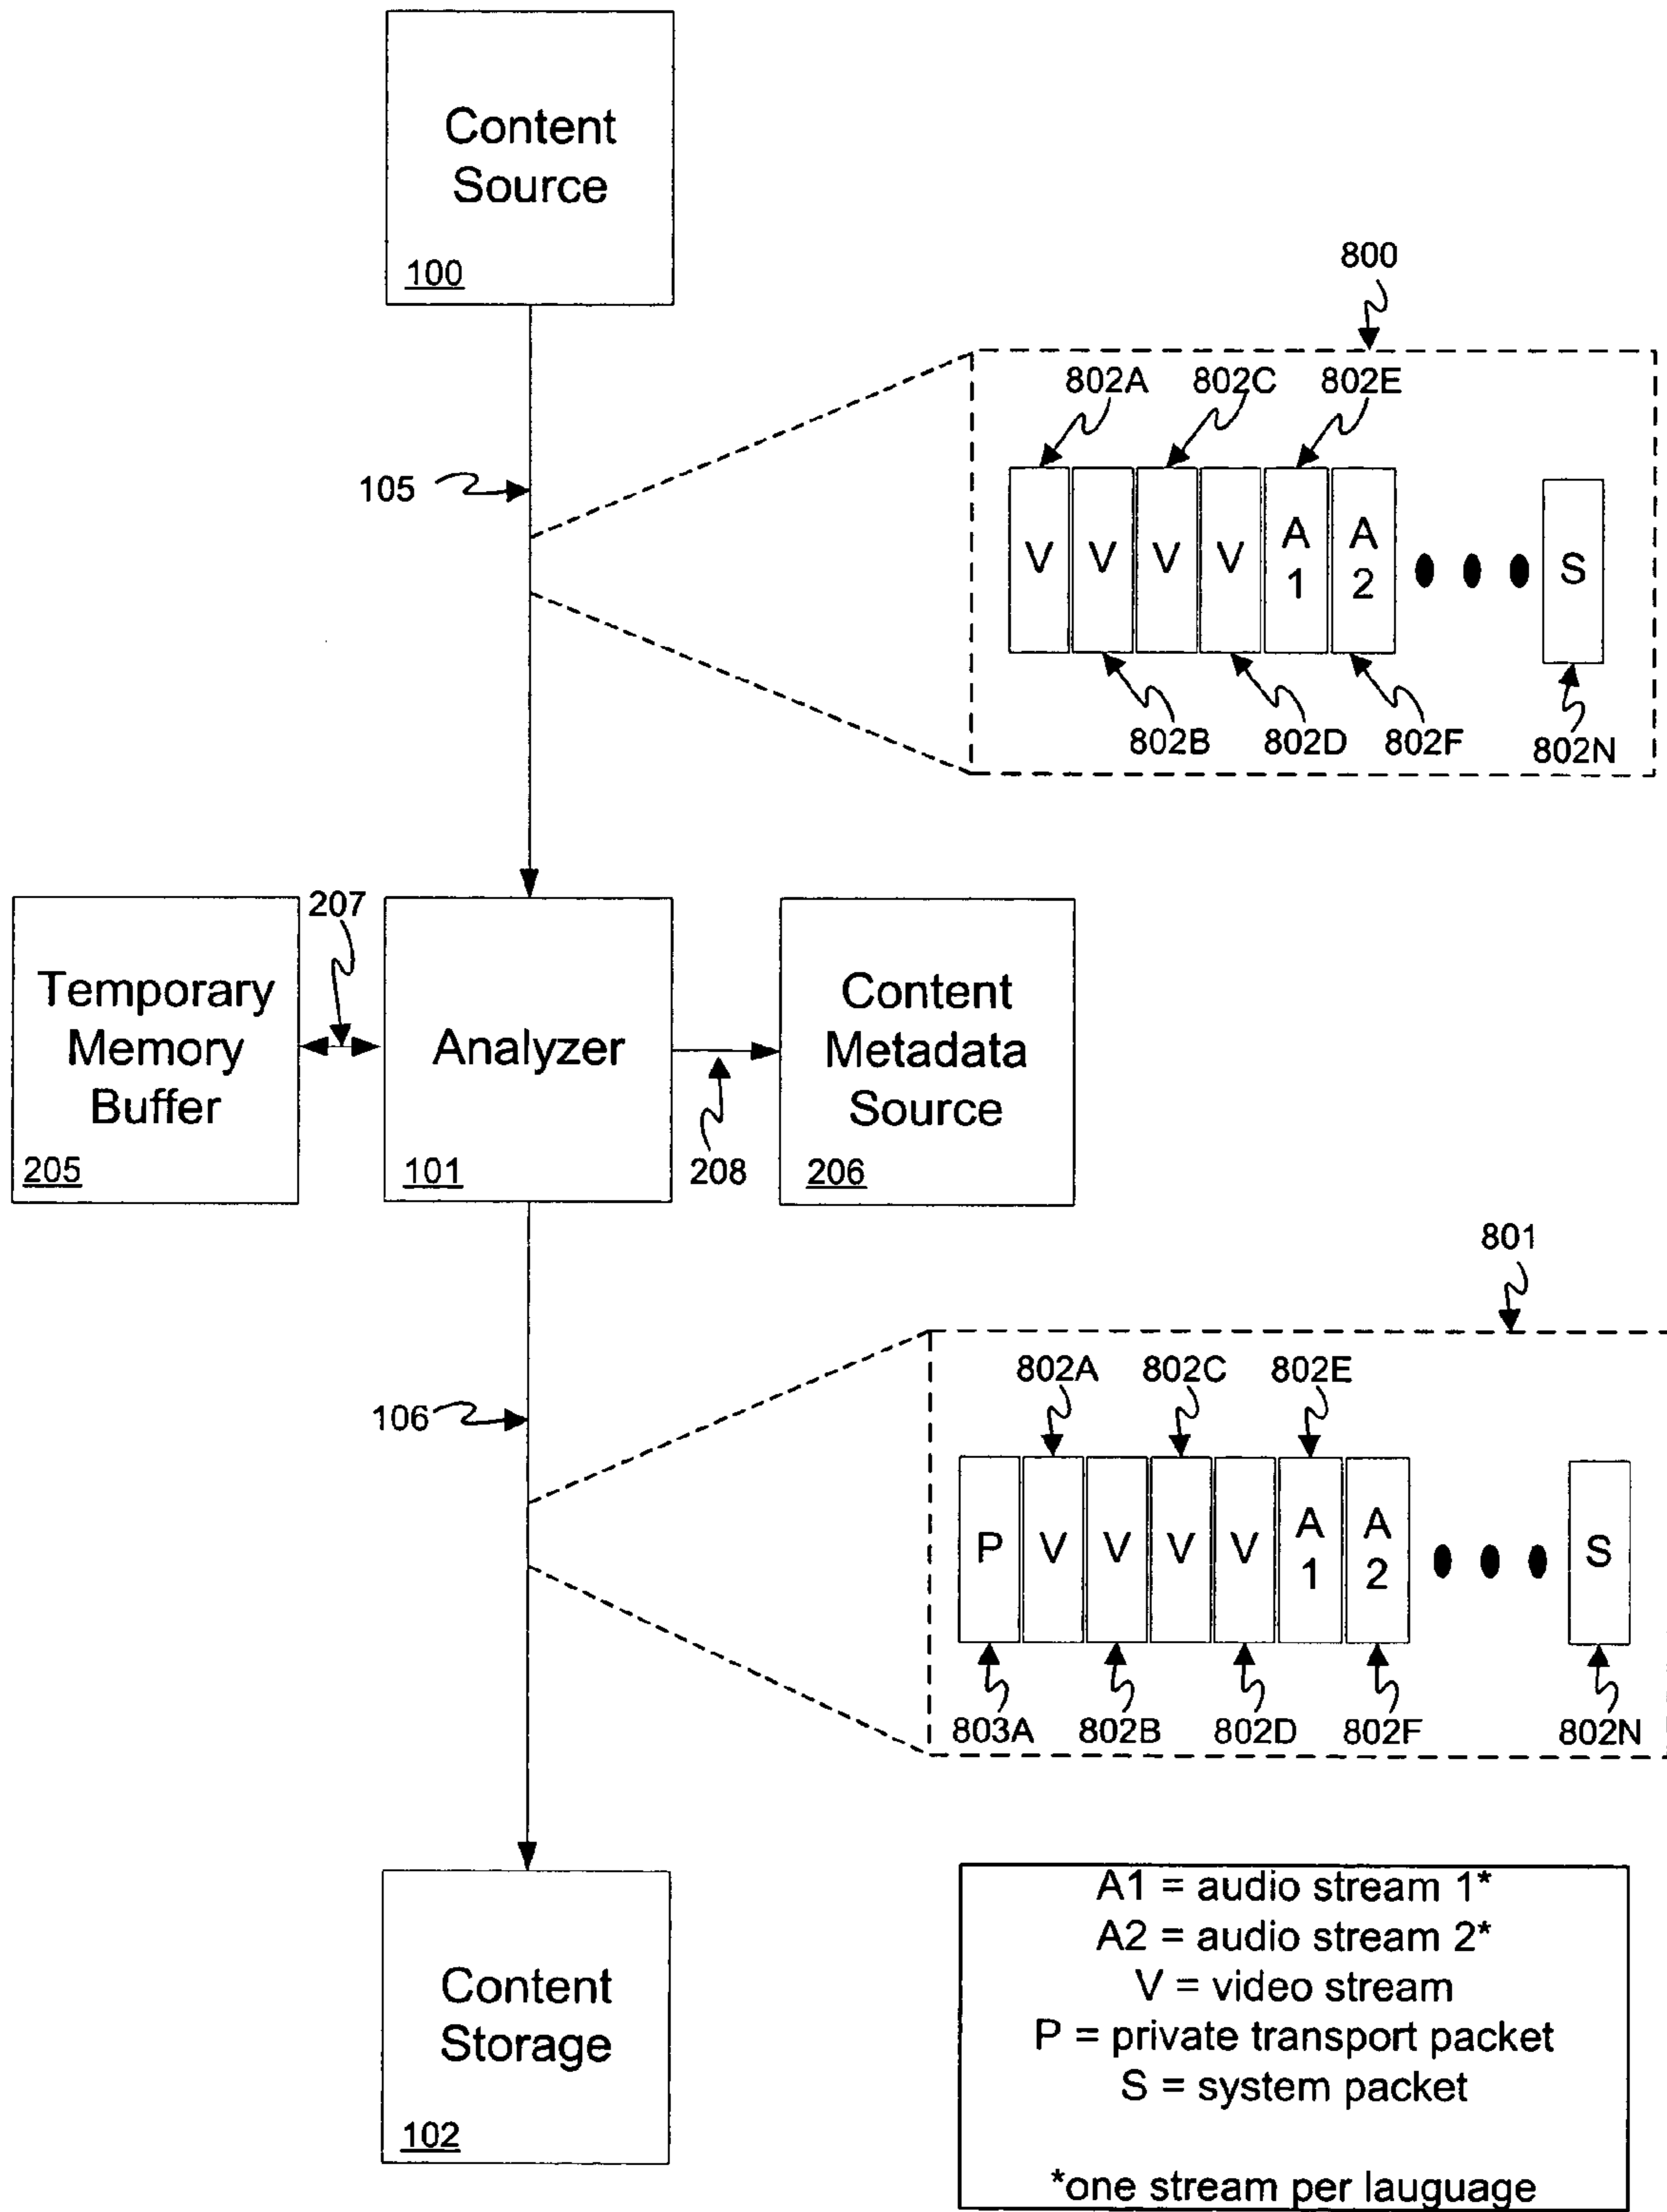 Content
Source
100
800
802A
802C
802E
105
V
V
V
V
A
1
A
2
S
802B
802D
802F
802N
207
Temporary
Memory
Buffer
205
Analyzer
101
208
Content
Metadata
Source
206
801
802A
802C
802E
106
P
V
V
V
V
A
1
A
2
S
803A
802B
802D
802F
802N
Content
Storage
102
A1 = audio stream 1*
A2 = audio stream 2*
V = video stream
P = private transport packet
S = system packet
*one stream per lauguage